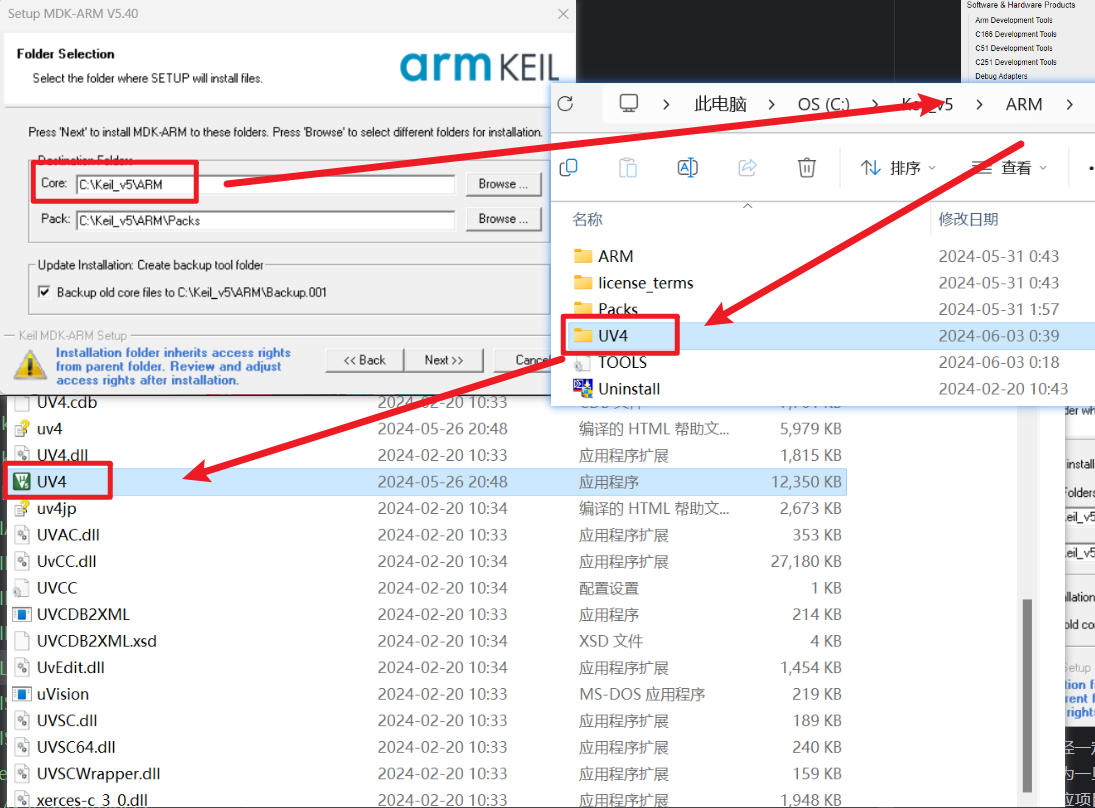 Setup MDK-ARM V5.40
Folder Selection
Select the folder where SETUP will install files.
arm KEIL
Press 'Next' to install MDK-ARM to these folders. Press 'Browse' to select different folders for installation.
Destination Folders
Core: C:\Keil_v5\ARM Browse ...
Pack: C:\Keil_v5\ARM\Packs Browse ...
Update Installation: Create backup tool folder
Backup old core files to C:\Keil_v5\ARM\Backup.001
Keil MDK-ARM Setup
Installation folder inherits access rights
from parent folder. Review and adjust
access rights after installation.
<< Back Next >> Cancel
Software & Hardware Products
Arm Development Tools
C166 Development Tools
C51 Development Tools
C251 Development Tools
Debug Adapters
此电脑 > OS (C:) > Keil_v5 > ARM >
排序 查看
名称 修改日期
ARM 2024-05-31 0:43
license_terms 2024-05-31 0:43
Packs 2024-05-31 1:57
UV4 2024-06-03 0:39
TOOLS 2024-06-03 0:18
Uninstall 2024-02-20 10:43
UV4.cdb 2024-02-20 10:33
uv4 2024-05-26 20:48 编译的 HTML 帮助文... 5,979 KB
UV4.dll 2024-02-20 10:33 应用程序扩展 1,815 KB
UV4 2024-05-26 20:48 应用程序 12,350 KB
uv4jp 2024-02-20 10:34 编译的 HTML 帮助文... 2,673 KB
UVAC.dll 2024-02-20 10:33 应用程序扩展 353 KB
UvCC.dll 2024-02-20 10:34 应用程序扩展 27,180 KB
UVCC 2024-02-20 10:34 配置设置 1 KB
UVCDB2XML 2024-02-20 10:33 应用程序 214 KB
UVCDB2XML.xsd 2024-02-20 10:34 XSD 文件 4 KB
UvEdit.dll 2024-02-20 10:33 应用程序扩展 1,454 KB
uVision 2024-02-20 10:33 MS-DOS 应用程序 219 KB
UVSC.dll 2024-02-20 10:33 应用程序扩展 189 KB
UVSC64.dll 2024-02-20 10:34 应用程序扩展 240 KB
UVSCWrapper.dll 2024-02-20 10:34 应用程序扩展 159 KB
xerces-c_3_0.dll 2024-02-20 10:34 应用程序扩展 1,948 KB